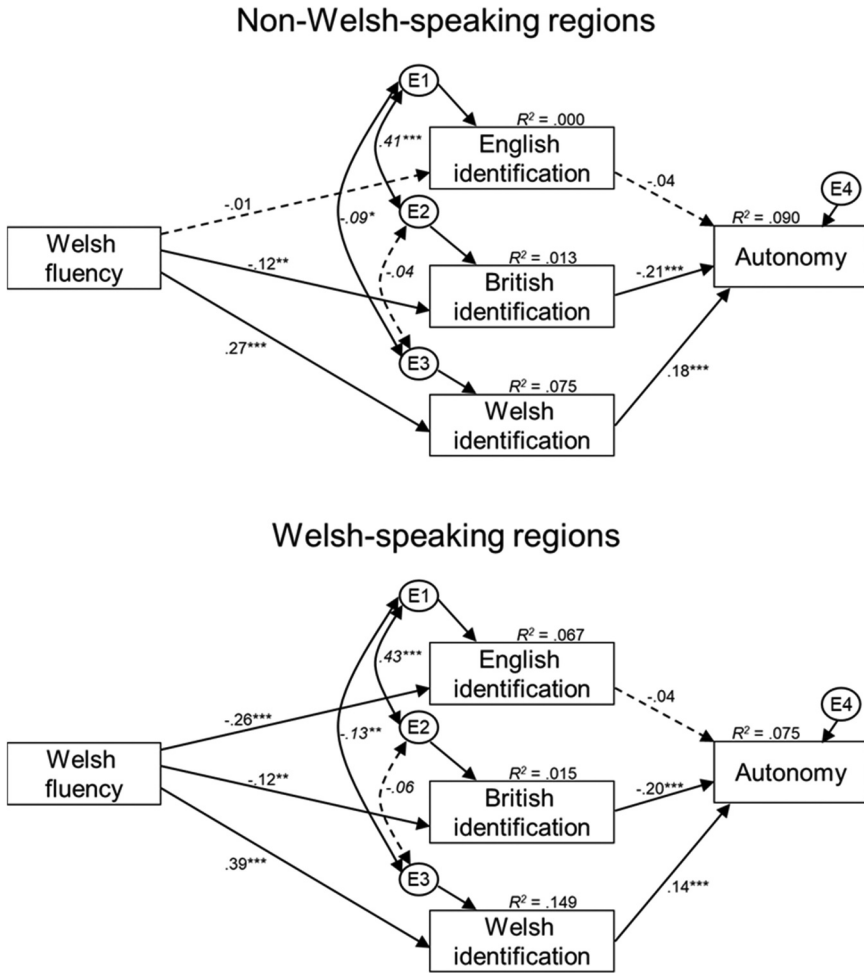 Non-Welsh-speaking regions
E1
R² = .000
English
identification
.41***
-.04
E4
-.01
-.09*
E2
R² = .090
Welsh
fluency
Autonomy
R² = .013
-.12**
-.04
British
identification
-.21***
.27***
E3
R² = .075
.18***
Welsh
identification
Welsh-speaking regions
E1
R² = .067
English
identification
.43***
-.04
E4
-.26***
-.13**
E2
R² = .075
Welsh
fluency
Autonomy
R² = .015
-.12**
-.06
British
identification
-.20***
.39***
E3
R² = .149
.14***
Welsh
identification